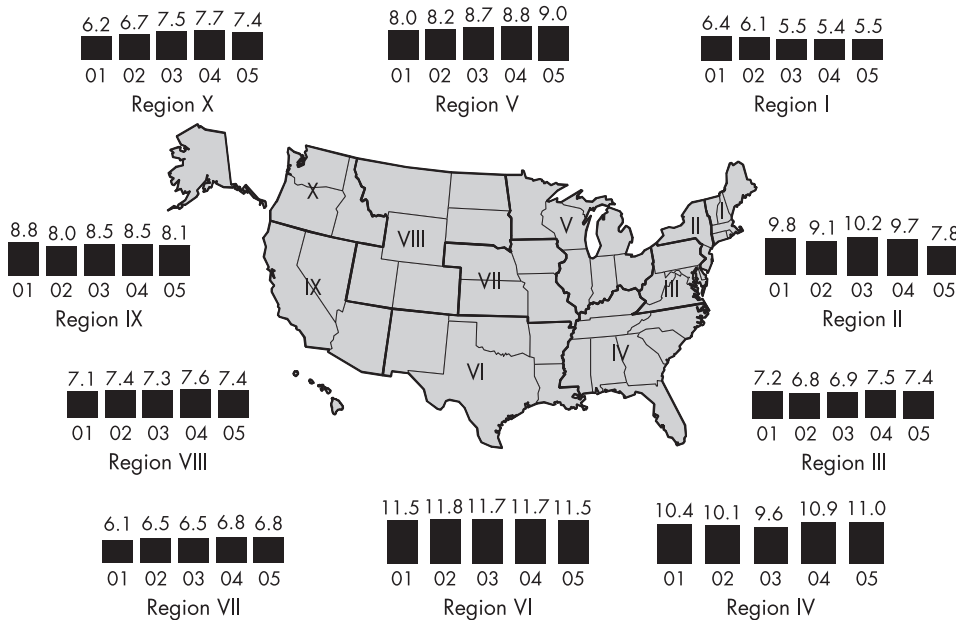 6.2 6.7 7.5 7.7 7.4
01 02 03 04 05
Region X
8.0 8.2 8.7 8.8 9.0
01 02 03 04 05
Region V
6.4 6.1 5.5 5.4 5.5
01 02 03 04 05
Region I
X
VIII
IX
VII
VI
V
IV
III
II
I
8.8 8.0 8.5 8.5 8.1
01 02 03 04 05
Region IX
9.8 9.1 10.2 9.7 7.8
01 02 03 04 05
Region II
7.1 7.4 7.3 7.6 7.4
01 02 03 04 05
Region VIII
7.2 6.8 6.9 7.5 7.4
01 02 03 04 05
Region III
6.1 6.5 6.5 6.8 6.8
01 02 03 04 05
Region VII
11.5 11.8 11.7 11.7 11.5
01 02 03 04 05
Region VI
10.4 10.1 9.6 10.9 11.0
01 02 03 04 05
Region IV